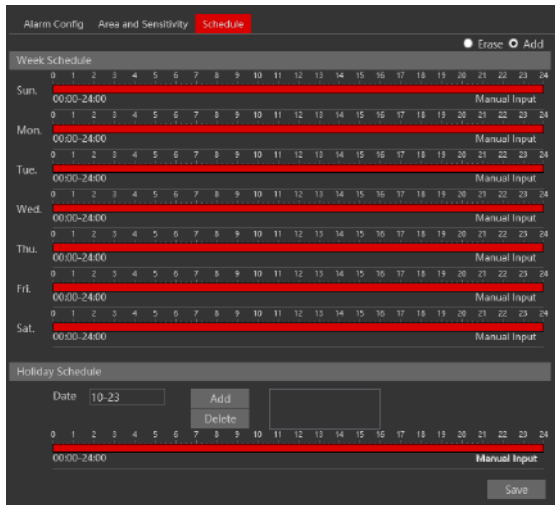 Alarm Config Area and Sensitivity Schedule
Erase Add
Week Schedule
0 1 2 3 4 5 6 7 8 9 10 11 12 13 14 15 16 17 18 19 20 21 22 23 24
Sun.
00:00-24:00 Manual Input
0 1 2 3 4 5 6 7 8 9 10 11 12 13 14 15 16 17 18 19 20 21 22 23 24
Mon.
00:00-24:00 Manual Input
0 1 2 3 4 5 6 7 8 9 10 11 12 13 14 15 16 17 18 19 20 21 22 23 24
Tue.
00:00-24:00 Manual Input
0 1 2 3 4 5 6 7 8 9 10 11 12 13 14 15 16 17 18 19 20 21 22 23 24
Wed.
00:00-24:00 Manual Input
0 1 2 3 4 5 6 7 8 9 10 11 12 13 14 15 16 17 18 19 20 21 22 23 24
Thu.
00:00-24:00 Manual Input
0 1 2 3 4 5 6 7 8 9 10 11 12 13 14 15 16 17 18 19 20 21 22 23 24
Fri.
00:00-24:00 Manual Input
0 1 2 3 4 5 6 7 8 9 10 11 12 13 14 15 16 17 18 19 20 21 22 23 24
Sat.
00:00-24:00 Manual Input
Holiday Schedule
Date 10-23 Add
Delete
0 1 2 3 4 5 6 7 8 9 10 11 12 13 14 15 16 17 18 19 20 21 22 23 24
00:00-24:00 Manual Input
Save